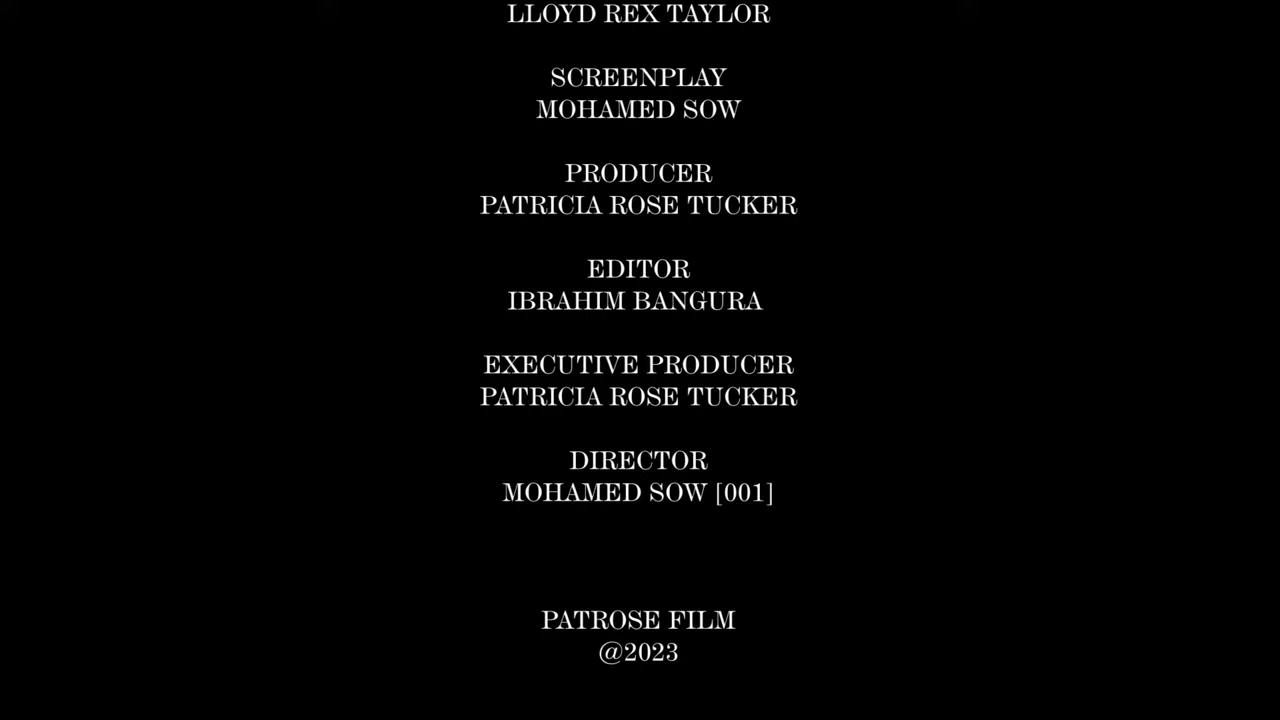 LLOYD REX TAYLOR
SCREENPLAY
MOHAMED SOW
PRODUCER
PATRICIA ROSE TUCKER
EDITOR
IBRAHIM BANGURA
EXECUTIVE PRODUCER
PATRICIA ROSE TUCKER
DIRECTOR
MOHAMED SOW [001]
PATROSE FILM
@2023